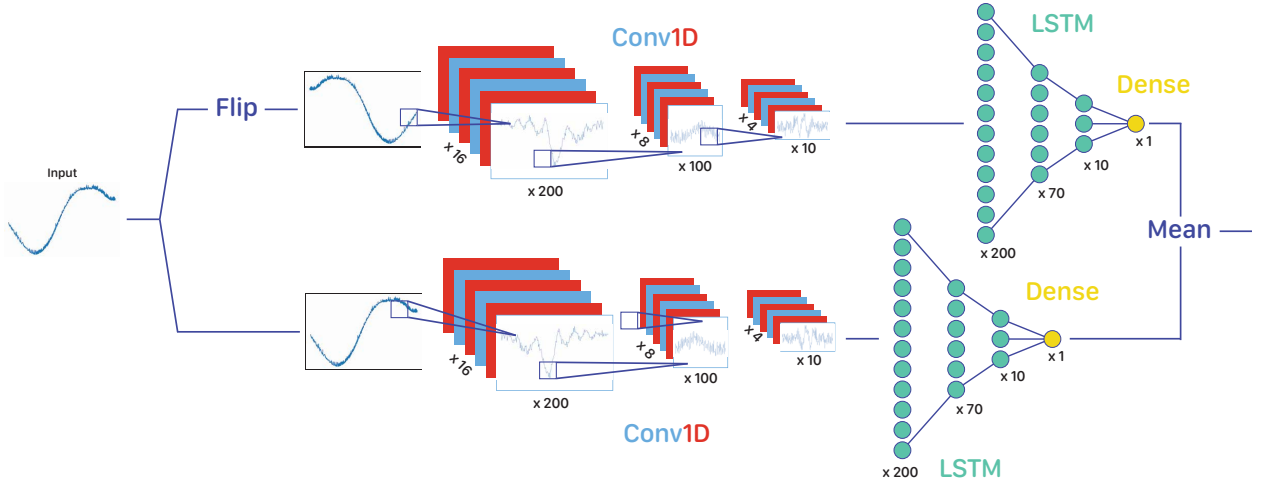 Conv1D
LSTM
Flip
Dense
x 16
x 8
x 4
x 200
x 100
x 10
x 1
x 10
x 70
x 200
Input
Mean
Dense
x 16
x 8
x 4
x 200
x 100
x 10
x 1
x 10
x 70
x 200
Conv1D
LSTM